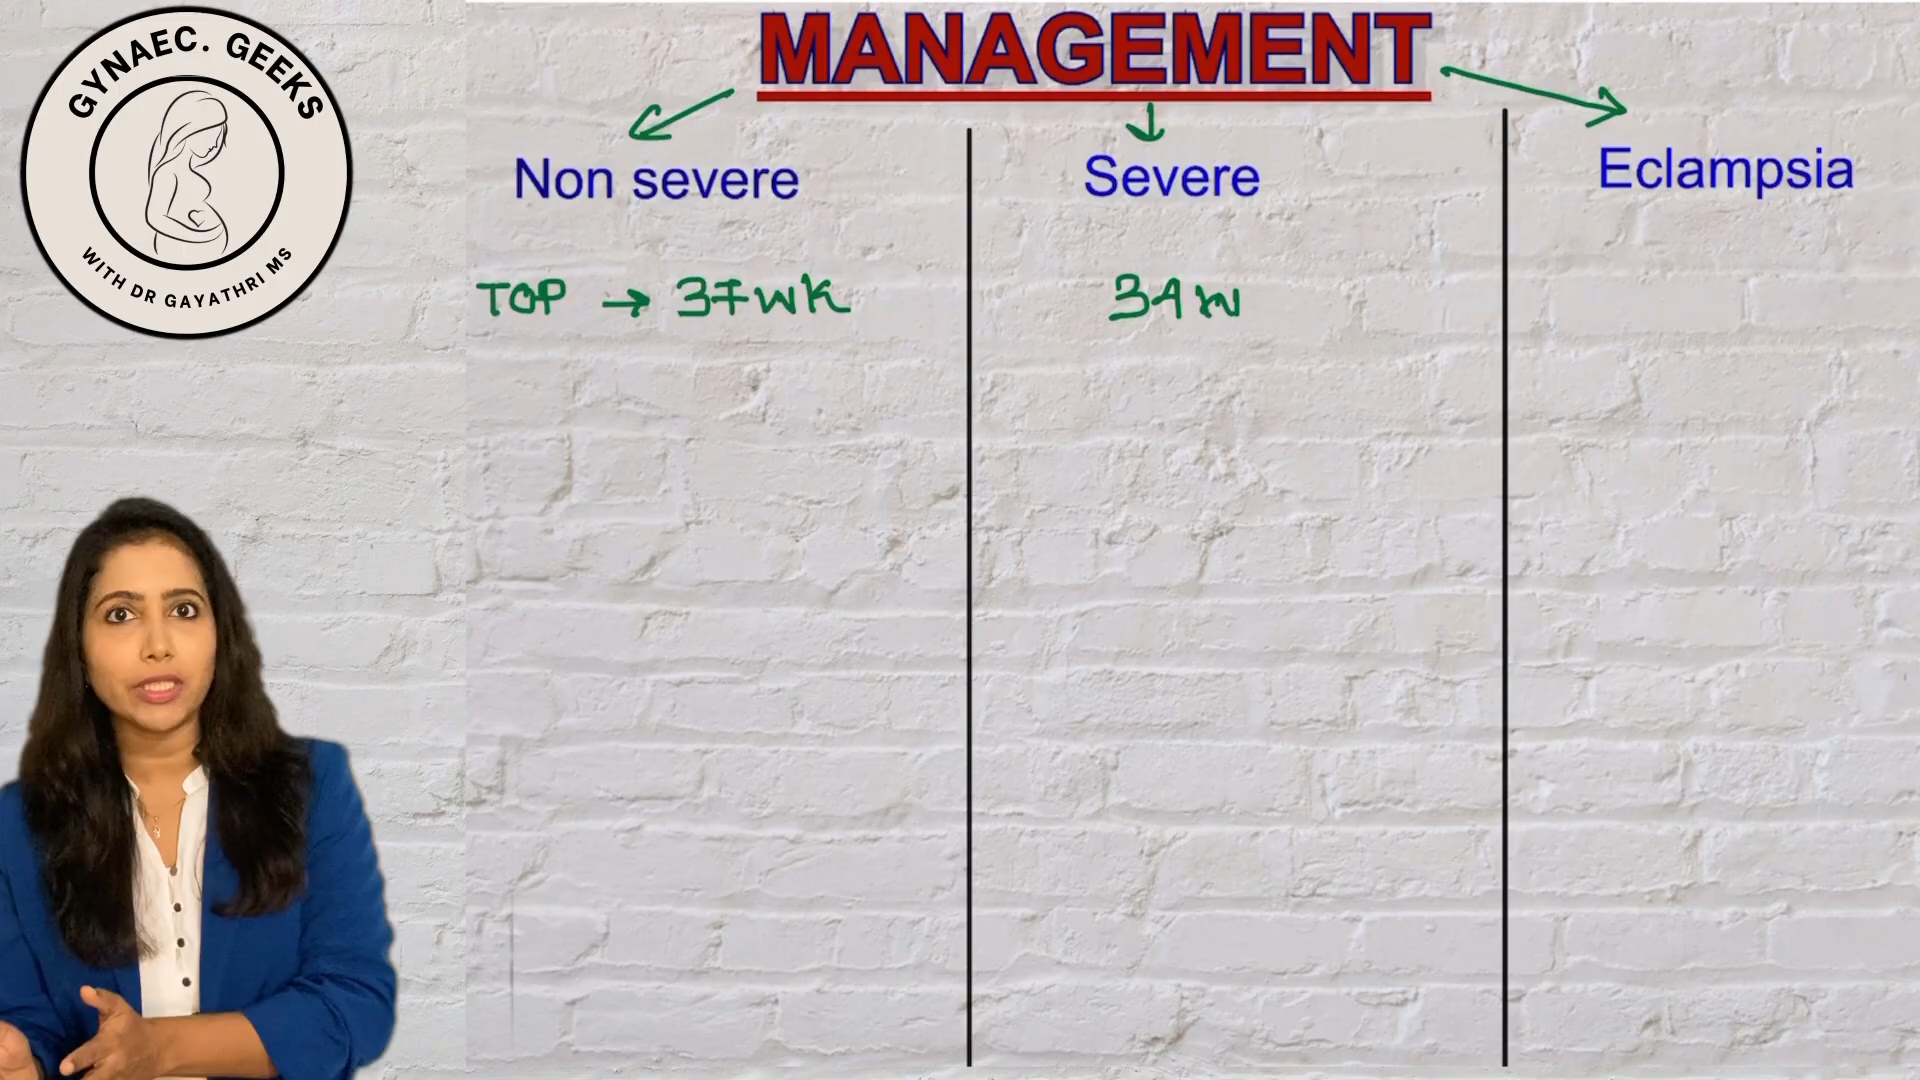 GYNAEC. GEEKS
WITH DR GAYATHRI MS
MANAGEMENT
Non severe
Severe
Eclampsia
TOP → 37wk
34w